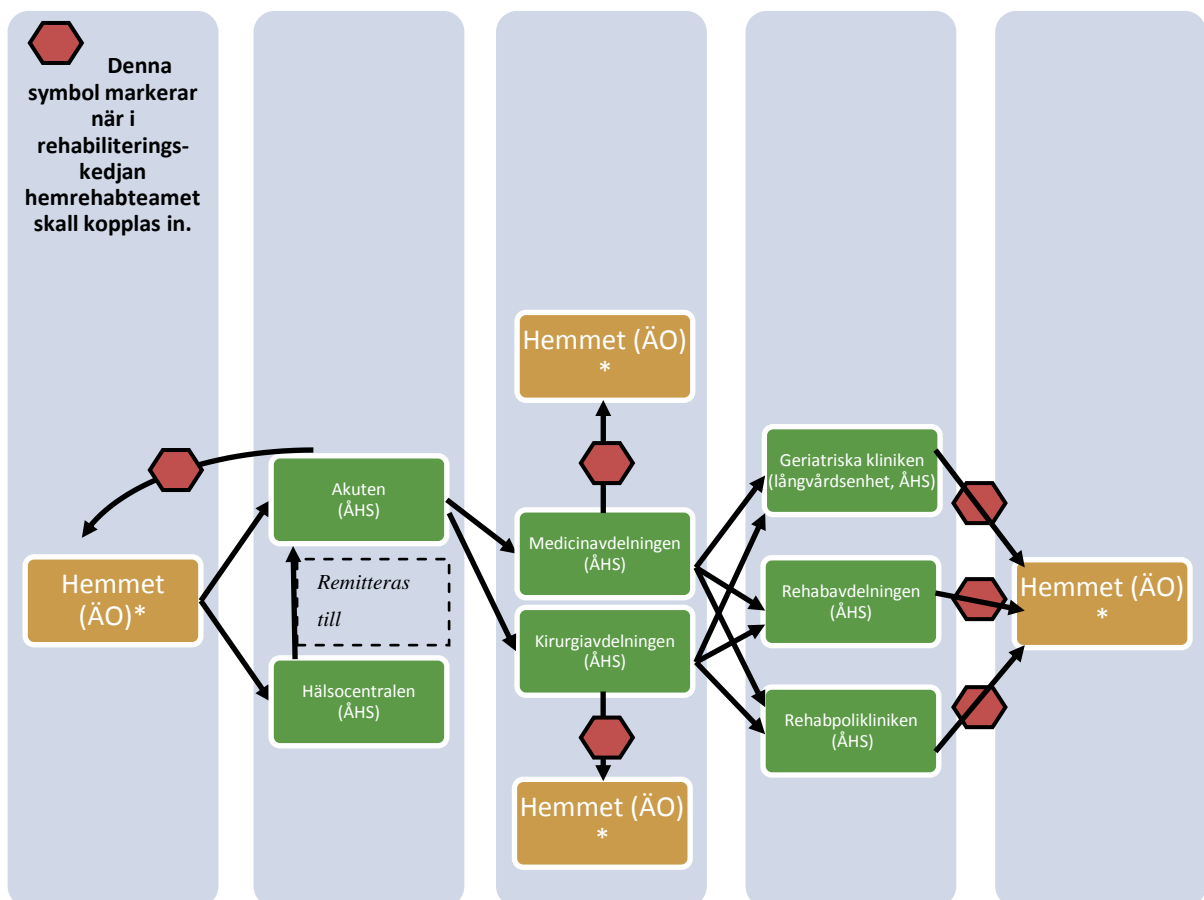 Denna
symbol markerar
när i
rehabiliterings-
kedjan
hemrehabteamet
skall kopplas in.
Hemmet
(ÄO)*
Akuten
(ÅHS)
Remitteras
till
Hälsocentralen
(ÅHS)
Hemmet (ÄO)
*
Medicinavdelningen
(ÅHS)
Kirurgiavdelningen
(ÅHS)
Hemmet (ÄO)
*
Geriatriska kliniken
(långvårdsenhet, ÅHS)
Rehabavdelningen
(ÅHS)
Rehabpolikliniken
(ÅHS)
Hemmet (ÄO)
*